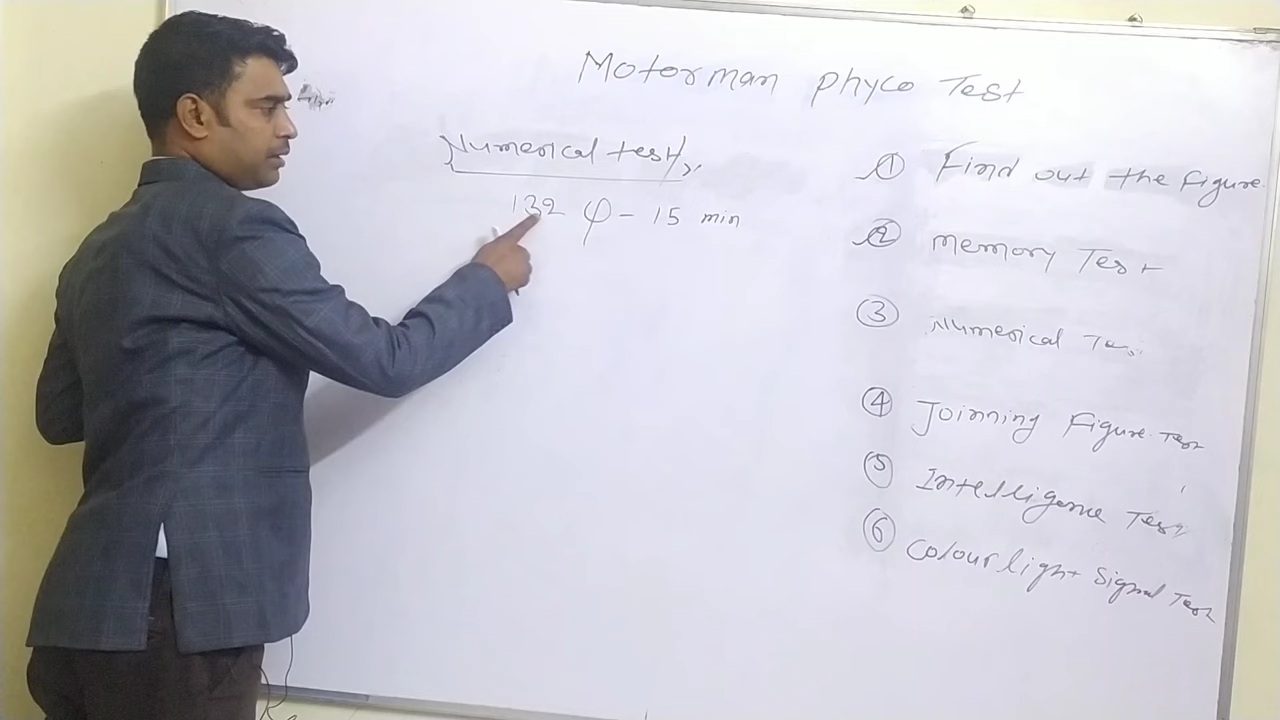 Motorman phyco Test
Numerical test
132 φ - 15 min
① Find out the figure.
② Memory Test
③ Numerical Tes
④ Joinning Figure Test
⑤ Intelligence Test
⑥ Colour light Signal Test